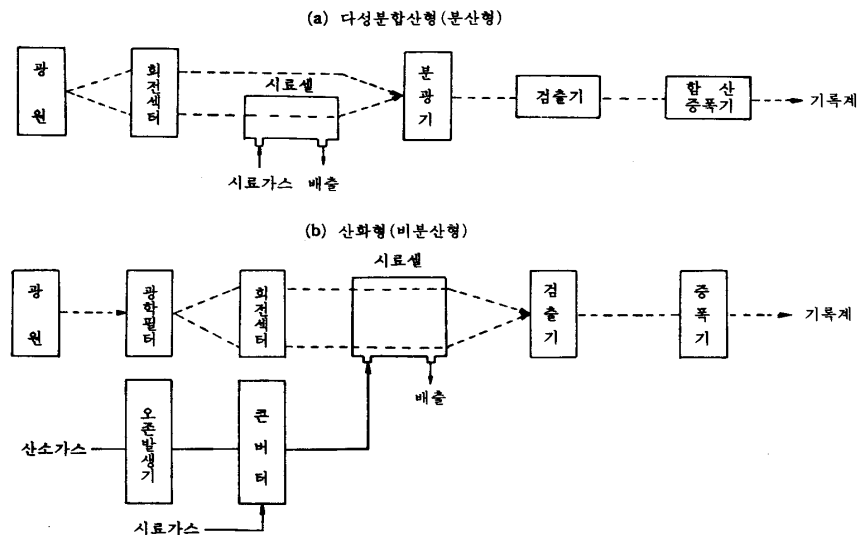 (a) 다성분합산형(분산형)
광원
회전섹터
시료셀
분광기
검출기
합 산
증폭기
기록계
시료가스
배출
(b) 산화형(비분산형)
시료셀
광원
광학필터
회전섹터
검출기
증폭기
기록계
배출
오존발생기
콘버터
산소가스
시료가스